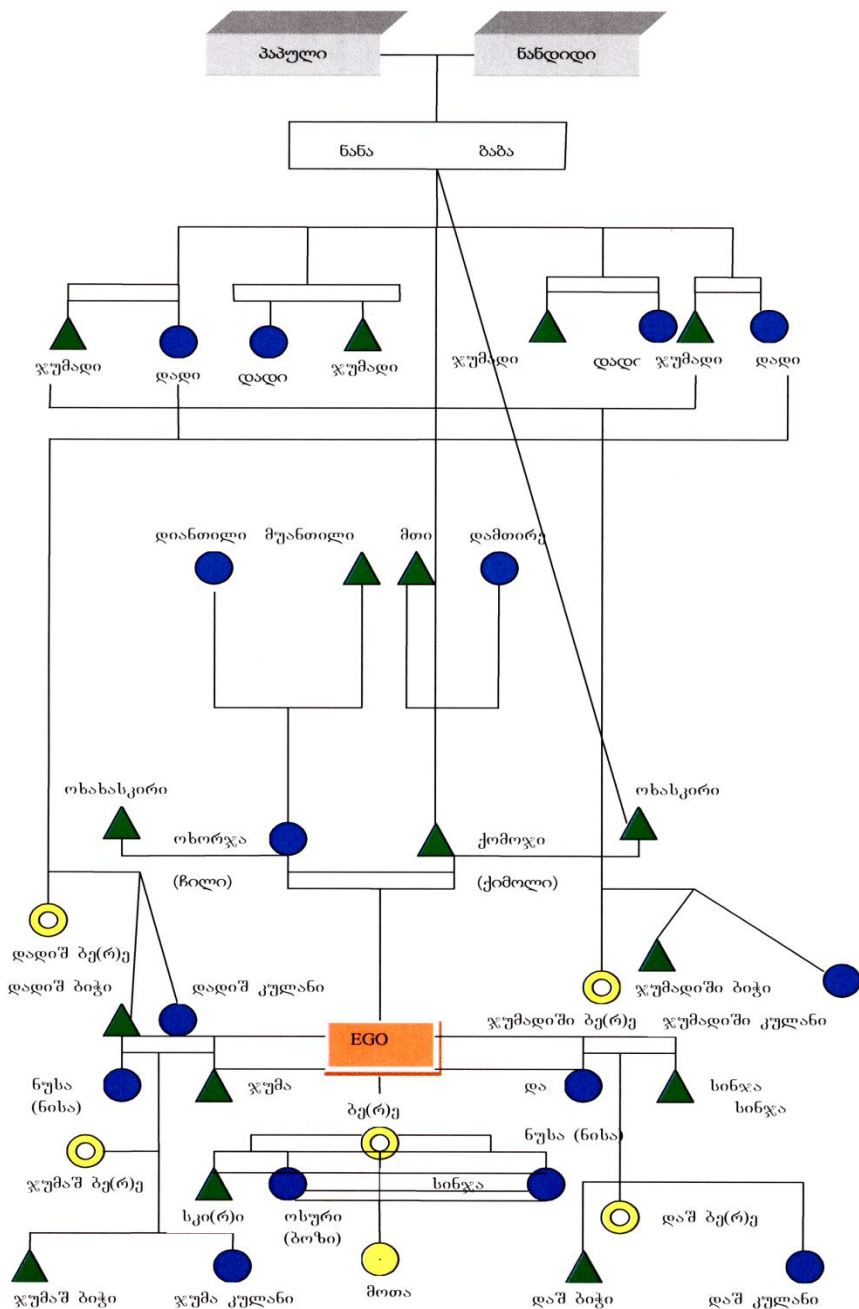 პაპული ნანდიდი
ნანა ბაბა
ჯუმადი დადი დადი ჯუმადი ჯუმადი დადი ჯუმადი დადი
დიანთილი მუანთილი მთი დამთირე
ოხახასკირი ოხასკირი
ოხორჯა ქომოჯი
(ჩილი) (ქიმოლი)
დადიშ ბე(რ)ე
დადიშ ბიჭი დადიშ კულანი
ჯუმადიში ბიჭი
ჯუმადიში ბე(რ)ე ჯუმადიში კულანი
EGO
ნუსა ჯუმა და სინჯა
(ნისა) სინჯა
ბე(რ)ე
ნუსა (ნისა)
ჯუმაშ ბე(რ)ე
სკი(რ)ი ოსური სინჯა დაშ ბე(რ)ე
(ბოზი)
ჯუმაშ ბიჭი ჯუმა კულანი მოთა დაშ ბიჭი დაშ კულანი